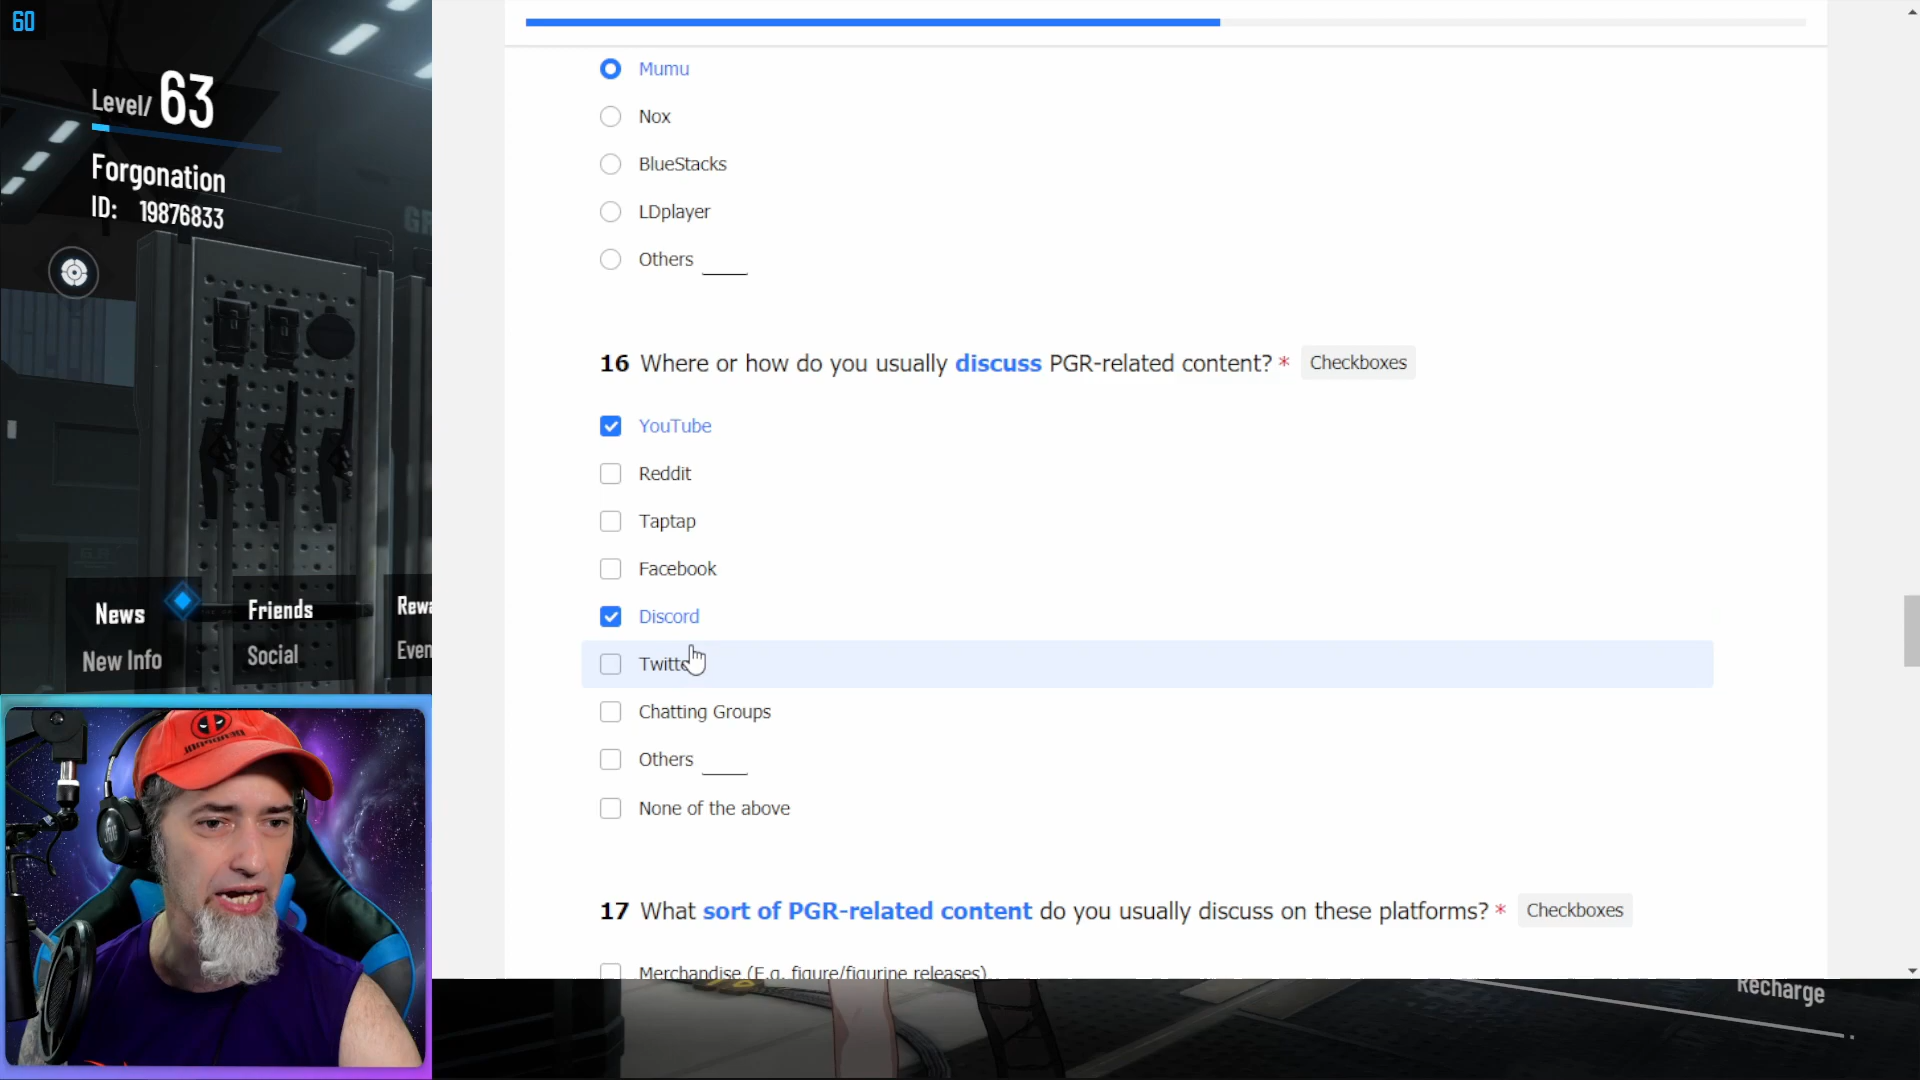 60
Level/ 63
Forgonation
ID: 19876833
News
New Info
Friends
Social
Rewa
Even
Mumu
Nox
BlueStacks
LDplayer
Others
16 Where or how do you usually discuss PGR-related content? * Checkboxes
YouTube
Reddit
Taptap
Facebook
Discord
Twitte
Chatting Groups
Others
None of the above
17 What sort of PGR-related content do you usually discuss on these platforms? * Checkboxes
Merchandise (E.g. figure/figurine releases)
Recharge